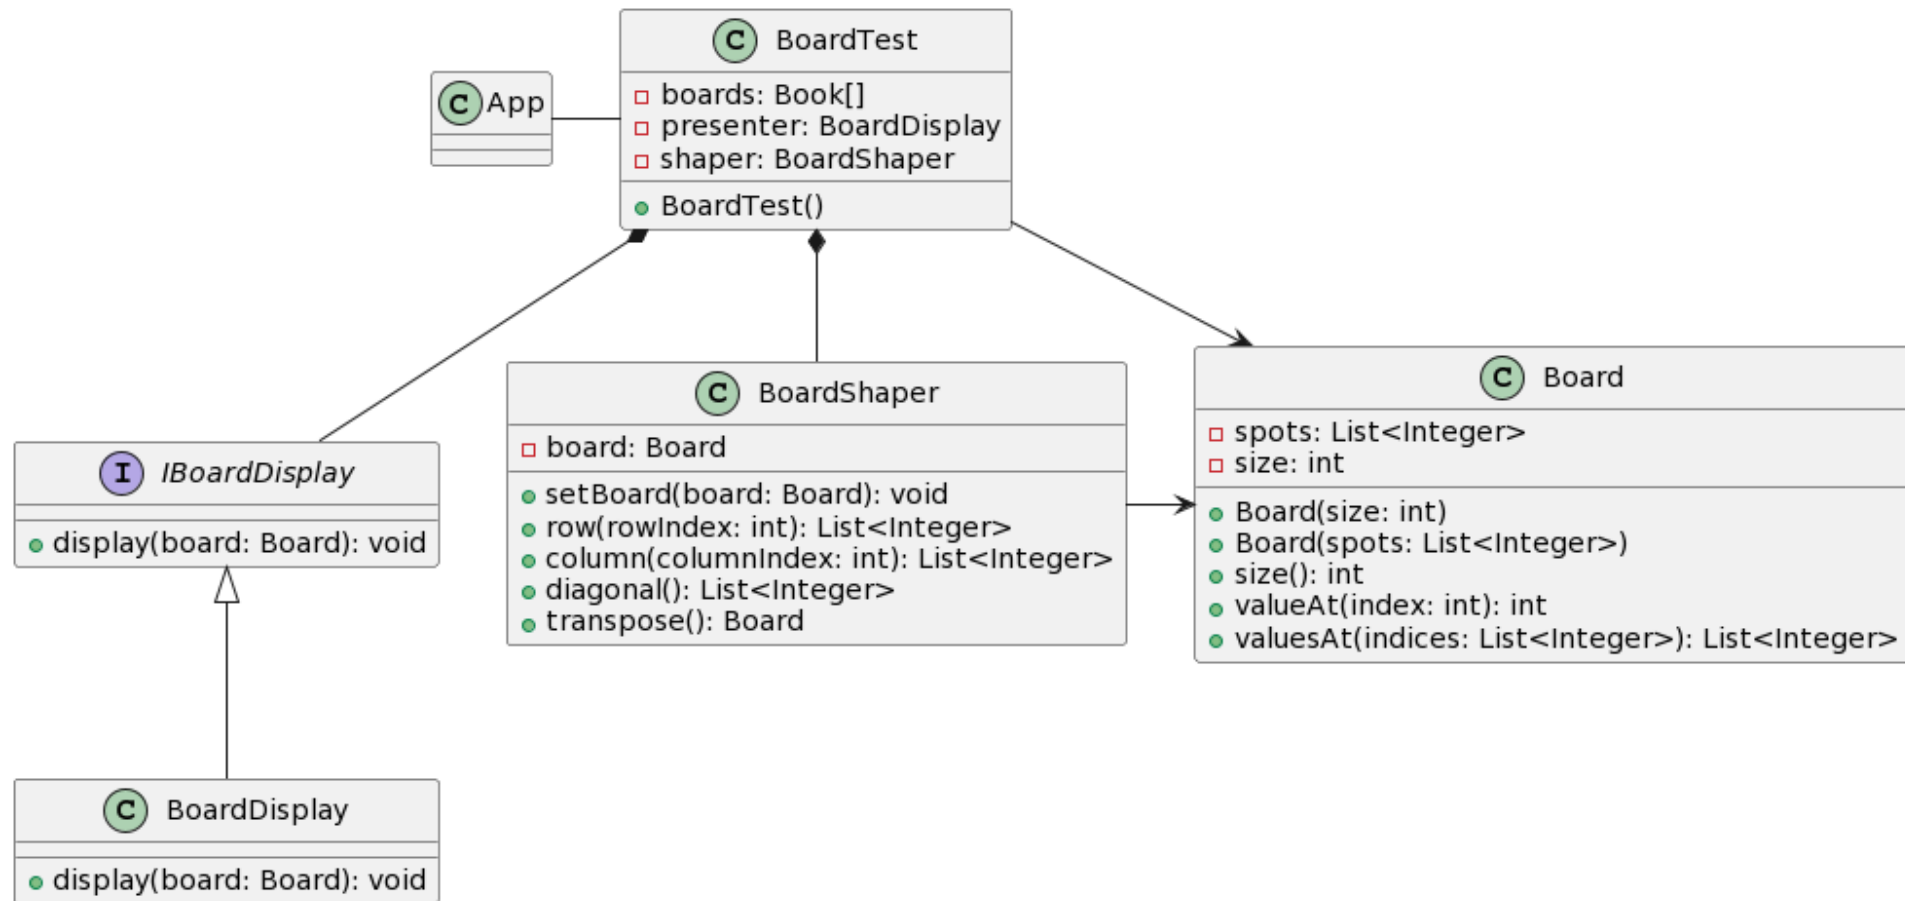 C BoardTest
boards: Book[]
presenter: BoardDisplay
shaper: BoardShaper
BoardTest()
C App
I IBoardDisplay
display(board: Board): void
C BoardShaper
board: Board
setBoard(board: Board): void
row(rowIndex: int): List<Integer>
column(columnIndex: int): List<Integer>
diagonal(): List<Integer>
transpose(): Board
C Board
spots: List<Integer>
size: int
Board(size: int)
Board(spots: List<Integer>)
size(): int
valueAt(index: int): int
valuesAt(indices: List<Integer>): List<Integer>
C BoardDisplay
display(board: Board): void